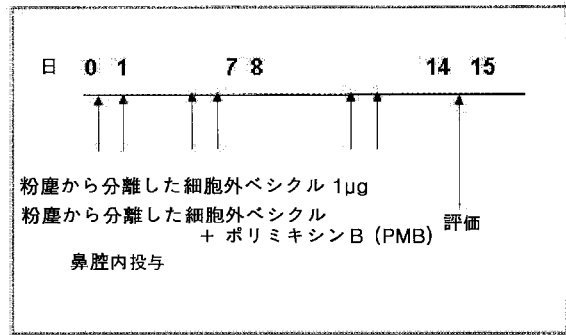 日 0 1 7 8 14 15
粉塵から分離した細胞外ベシクル 1μg
粉塵から分離した細胞外ベシクル
+ ポリミキシンB (PMB)
評価
鼻腔内投与